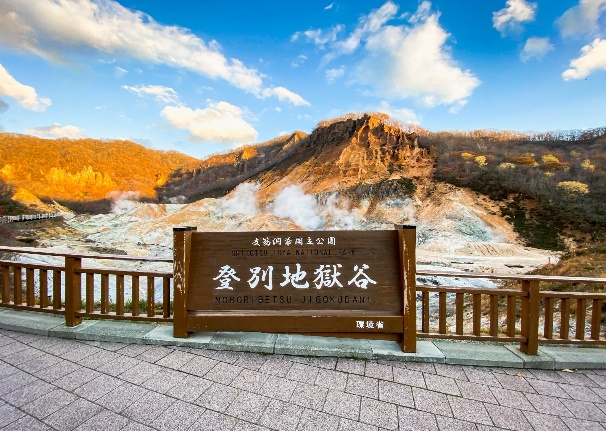 支笏洞爺国立公園
SHIKOTSU-TOYA NATIONAL PARK
登別地獄谷
NOBORIBETSU JIGOKUDANI
環境省